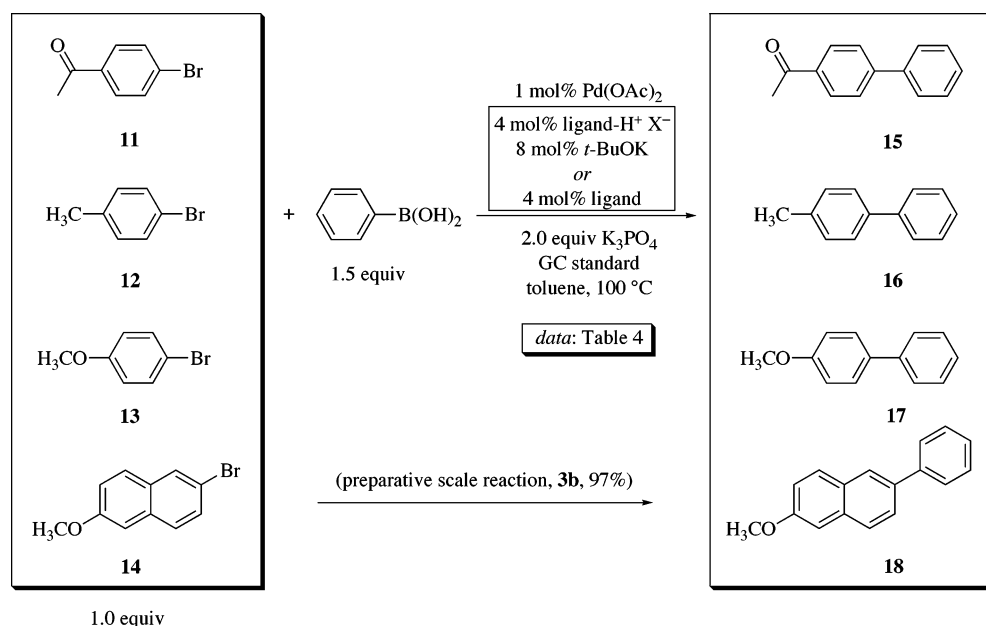 O
Br
11
H3C
Br
12
H3CO
Br
13
Br
H3CO
14
1.0 equiv
+
B(OH)2
1.5 equiv
1 mol% Pd(OAc)2
4 mol% ligand-H+ X−
8 mol% t-BuOK
or
4 mol% ligand
2.0 equiv K3PO4
GC standard
toluene, 100 °C
data: Table 4
(preparative scale reaction, 3b, 97%)
O
15
H3C
16
H3CO
17
H3CO
18